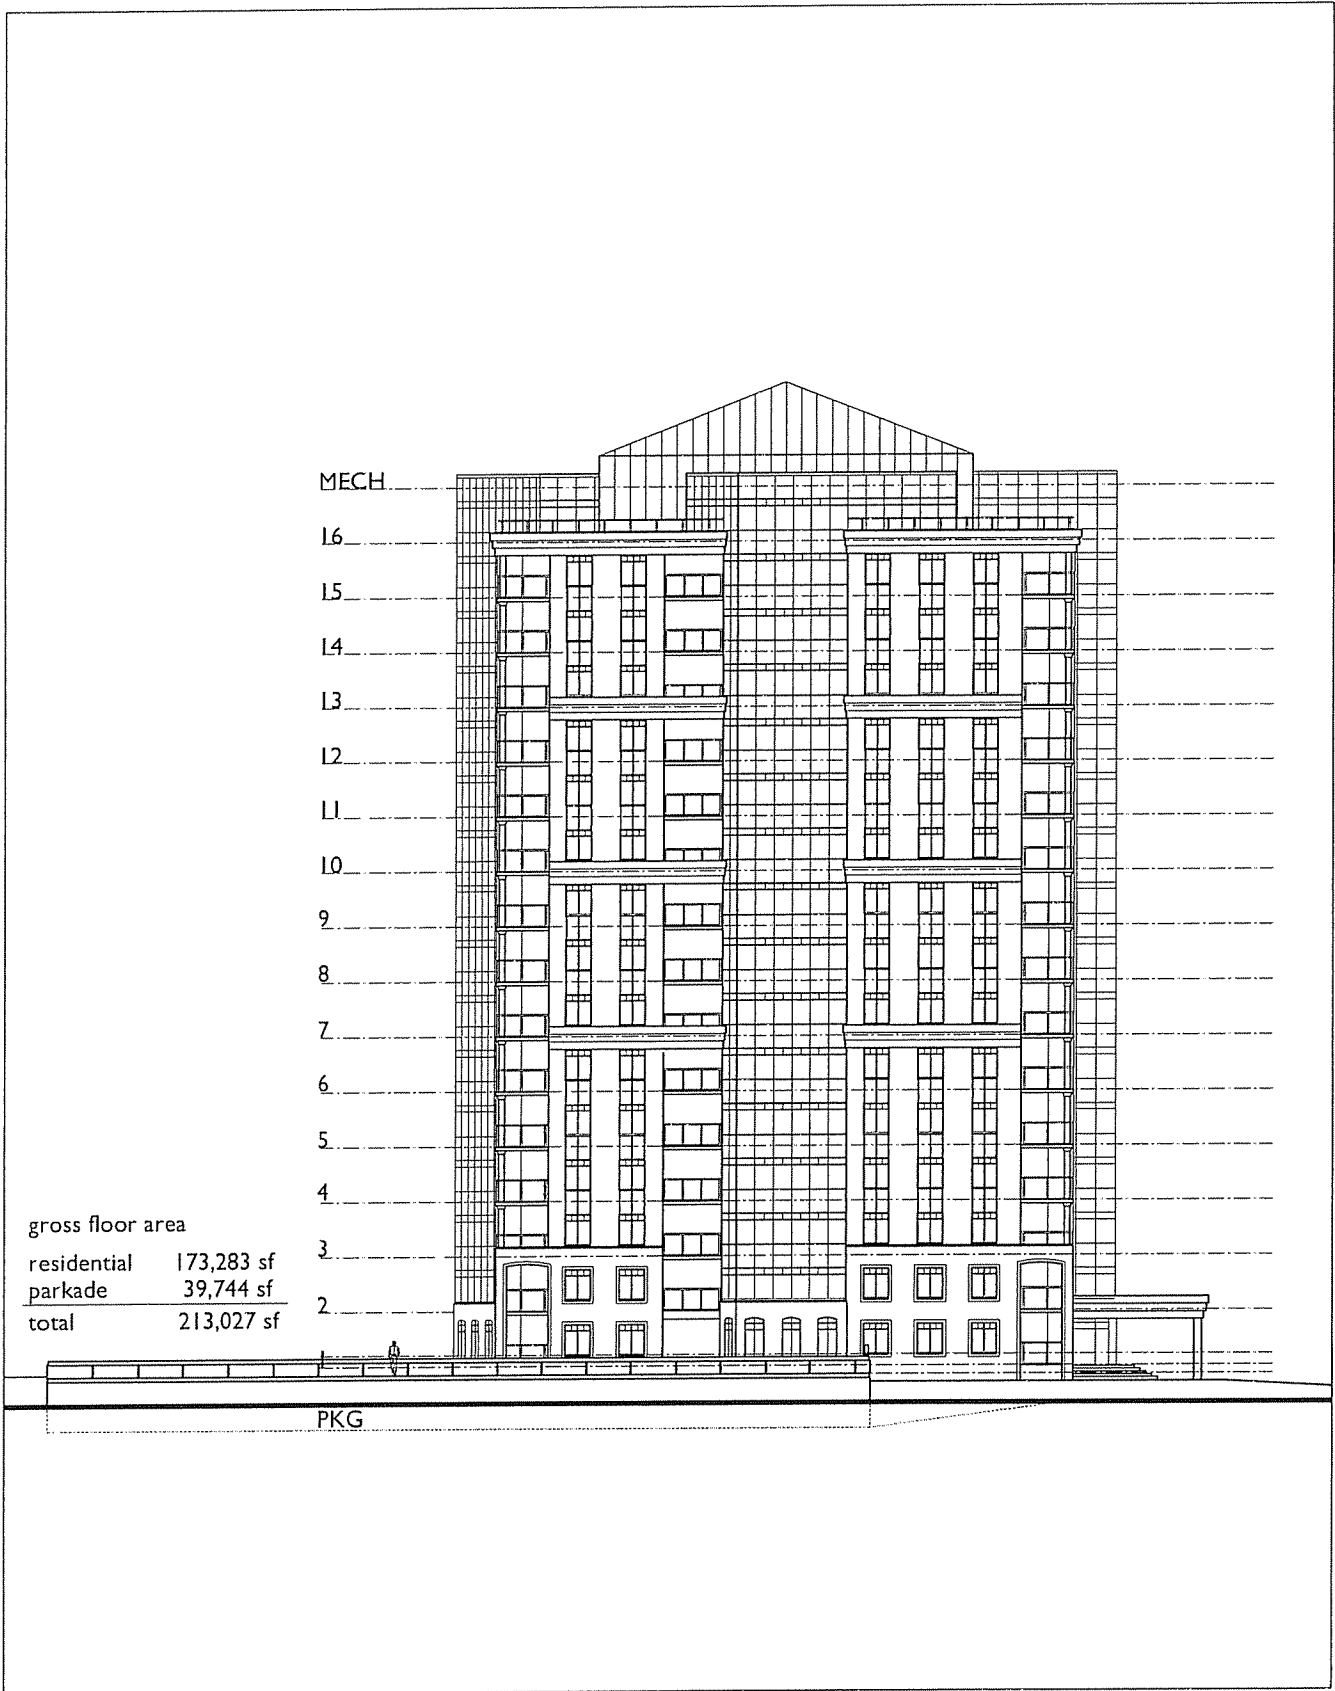 MECH
16
15
14
13
12
11
10
9
8
7
6
5
4
3
2
1
gross floor area
residential 173,283 sf
parkade 39,744 sf
total 213,027 sf
PKG